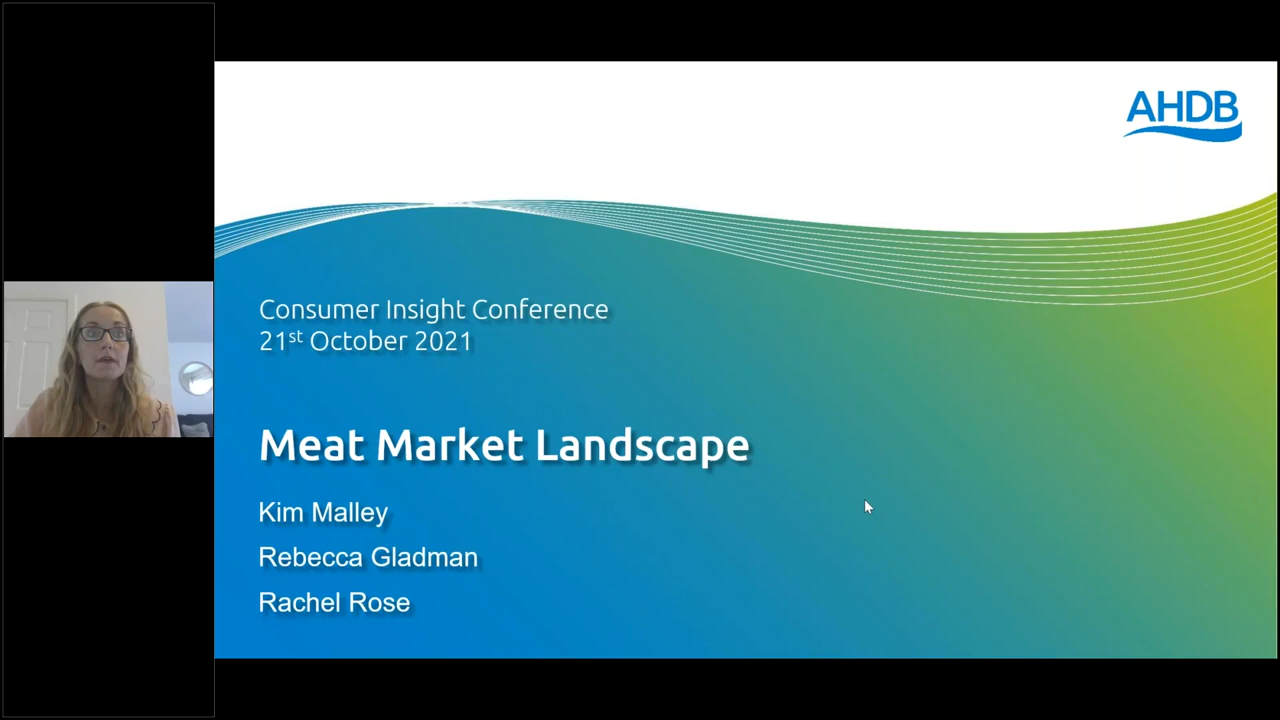 AHDB
Consumer Insight Conference
21st October 2021
Meat Market Landscape
Kim Malley
Rebecca Gladman
Rachel Rose